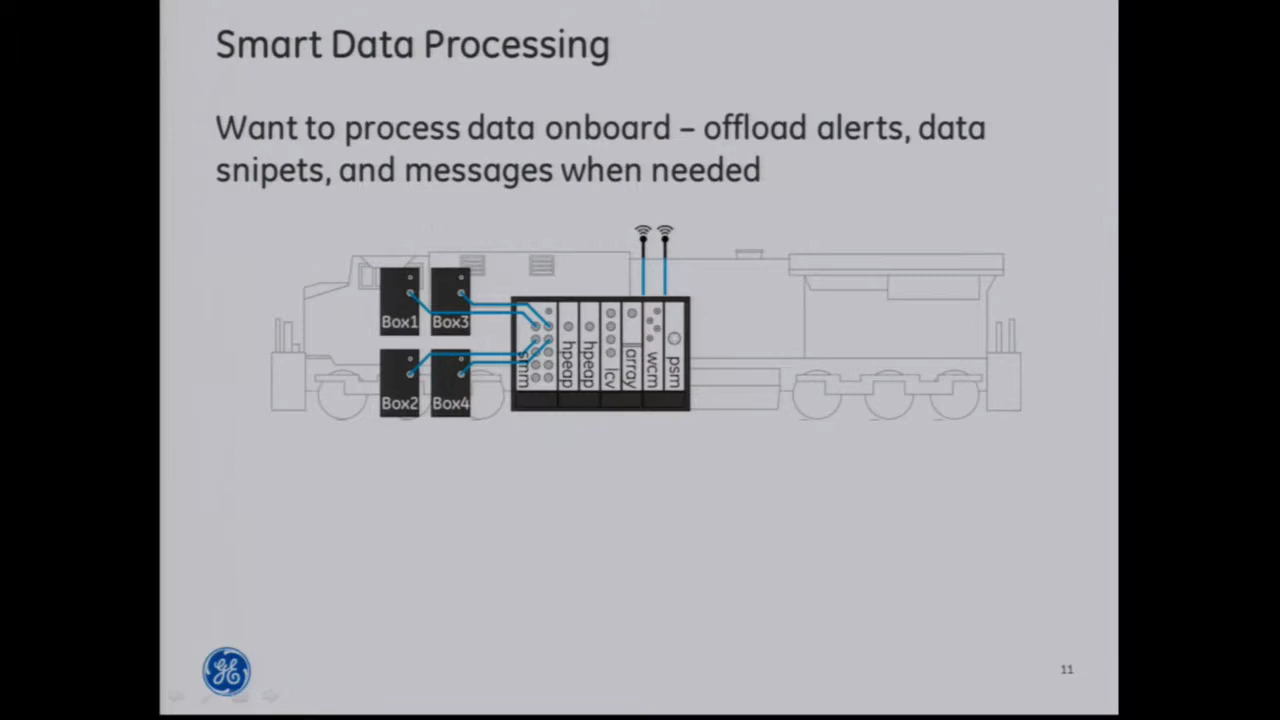 Smart Data Processing
Want to process data onboard – offload alerts, data
snipets, and messages when needed
Box1
Box3
Box2
Box4
smm
hpeap
hpeap
lcv
array
wcm
psm
GE
11